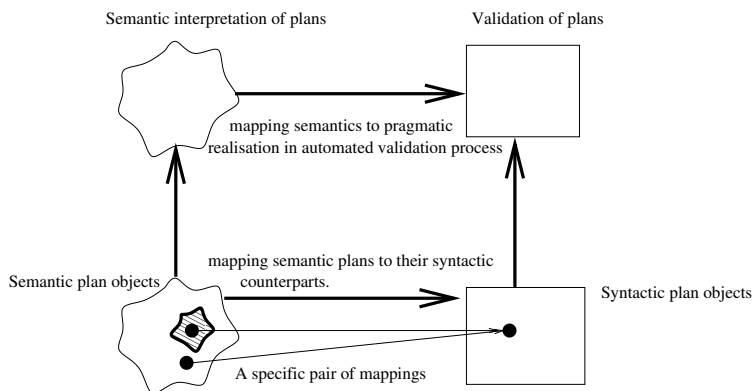 Semantic interpretation of plans
Validation of plans
mapping semantics to pragmatic
realisation in automated validation process
mapping semantic plans to their syntactic
counterparts.
Semantic plan objects
Syntactic plan objects
A specific pair of mappings